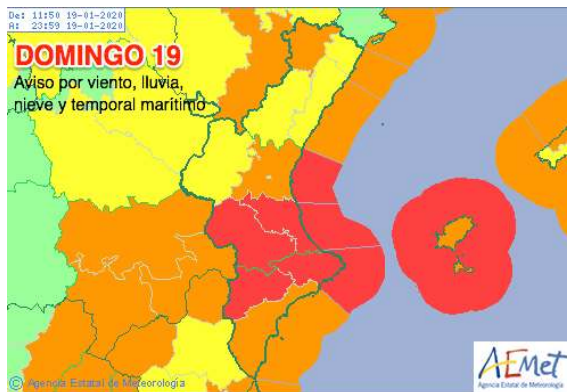 De: 11:50 19-01-2020
A: 23:59 19-01-2020
DOMINGO 19
Aviso por viento, lluvia,
nieve y temporal marítimo
© Agencia Estatal de Meteorología
AEMet
Agencia Estatal de Meteorología